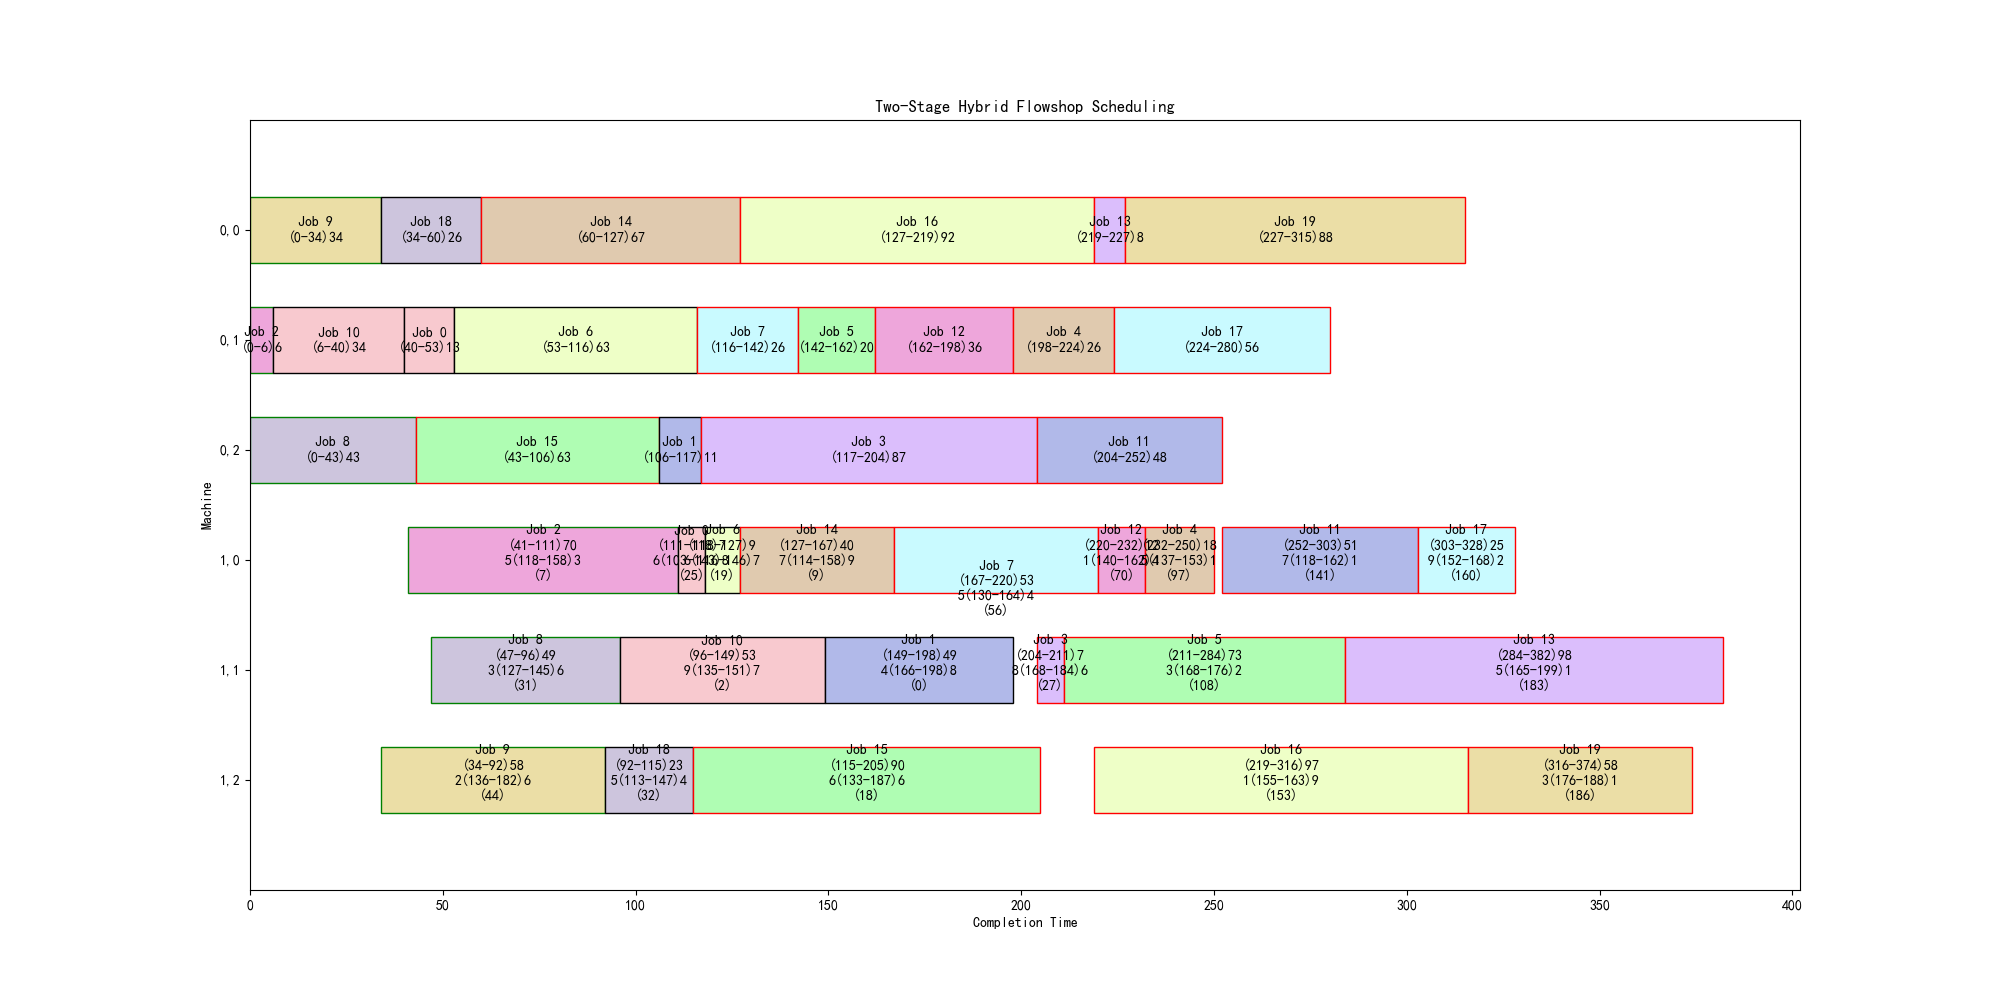 Two-Stage Hybrid Flowshop Scheduling
0,0
Job 9
(0-34)34
Job 18
(34-60)26
Job 14
(60-127)67
Job 16
(127-219)92
Job 13
(219-227)8
Job 19
(227-315)88
0,1
Job 2
(0-6)6
Job 10
(6-40)34
Job 0
(40-53)13
Job 6
(53-116)63
Job 7
(116-142)26
Job 5
(142-162)20
Job 12
(162-198)36
Job 4
(198-224)26
Job 17
(224-280)56
0,2
Job 8
(0-43)43
Job 15
(43-106)63
Job 1
(106-117)11
Job 3
(117-204)87
Job 11
(204-252)48
Machine
1,0
Job 2
(41-111)70
5(118-158)3
(7)
Job 0
(111-118)7
(25)
Job 6
(118-127)9
(19)
Job 14
(127-167)40
7(114-158)9
(9)
Job 7
(167-220)53
5(130-164)4
(56)
Job 12
(220-232)12
(70)
Job 4
(232-250)18
(97)
Job 11
(252-303)51
7(118-162)1
(141)
Job 17
(303-328)25
9(152-168)2
(160)
1,1
Job 8
(47-96)49
3(127-145)6
(31)
Job 10
(96-149)53
9(135-151)7
(2)
Job 1
(149-198)49
4(166-198)8
(0)
Job 3
(204-211)7
8(168-184)6
(27)
Job 5
(211-284)73
3(168-176)2
(108)
Job 13
(284-382)98
5(165-199)1
(183)
1,2
Job 9
(34-92)58
2(136-182)6
(44)
Job 18
(92-115)23
5(113-147)4
(32)
Job 15
(115-205)90
6(133-187)6
(18)
Job 16
(219-316)97
1(155-163)9
(153)
Job 19
(316-374)58
3(176-188)1
(186)
0
50
100
150
200
250
300
350
400
Completion Time